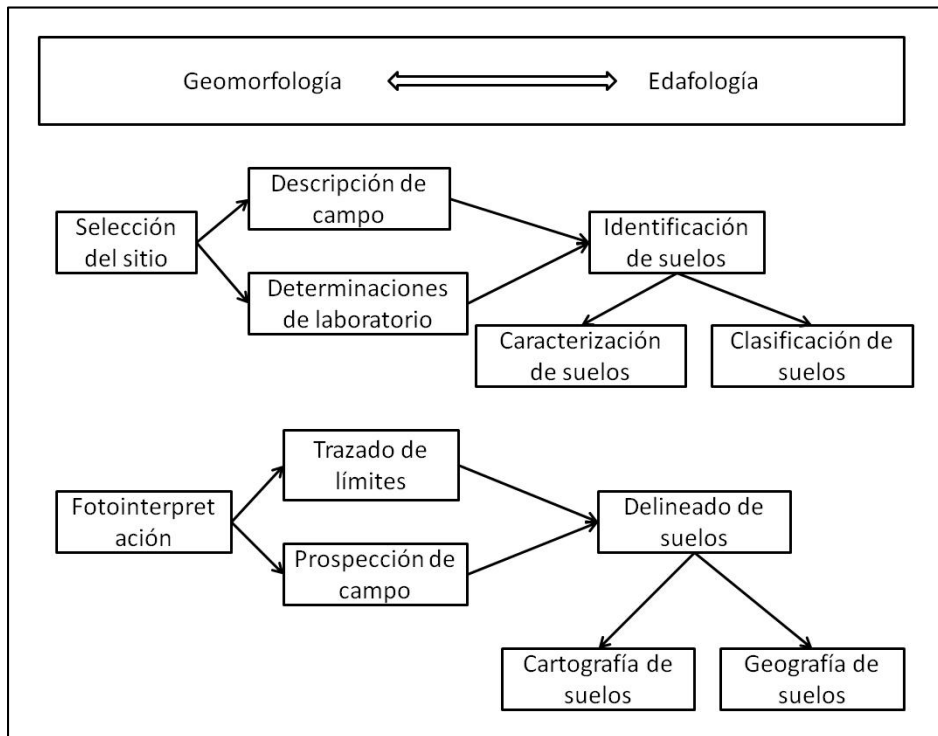 Geomorfología
Edafología
Descripción de
campo
Selección
del sitio
Determinaciones
de laboratorio
Identificación
de suelos
Caracterización
de suelos
Clasificación de
suelos
Trazado de
límites
Fotointerpret
ación
Prospección de
campo
Delineado de
suelos
Cartografía de
suelos
Geografía de
suelos